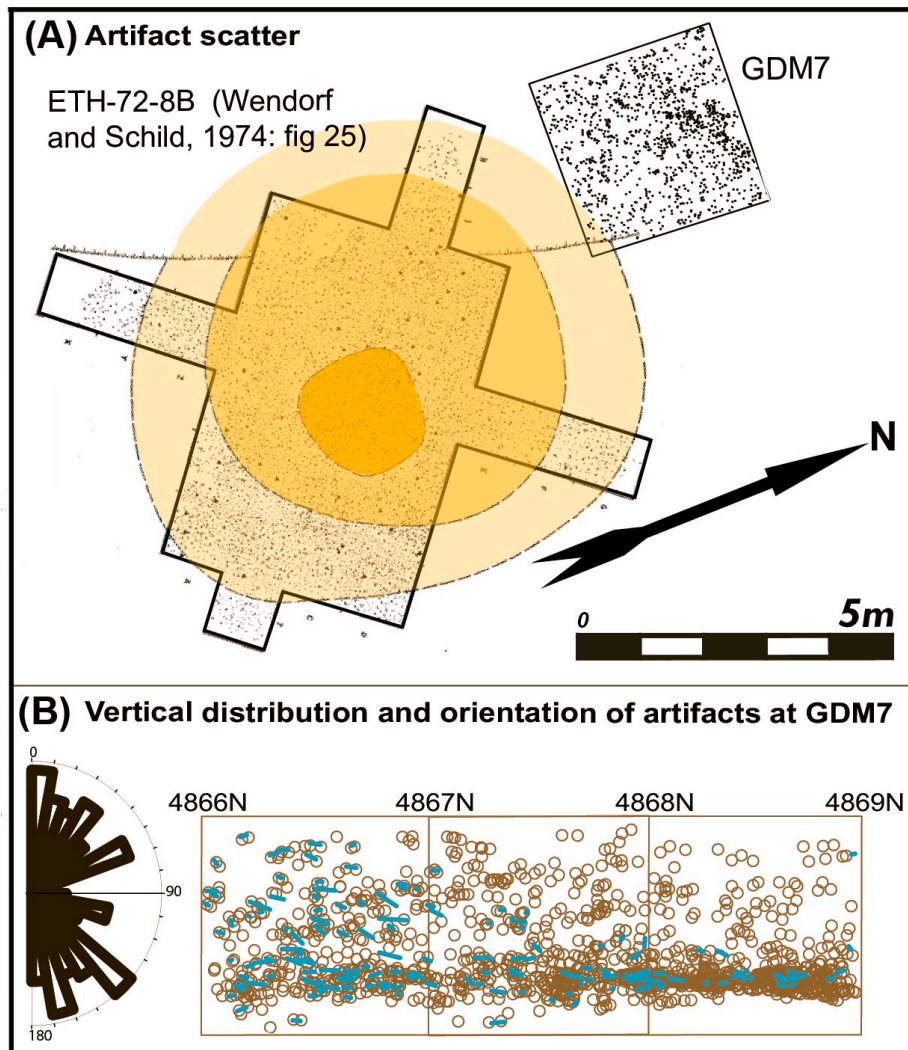 (A) Artifact scatter
ETH-72-8B (Wendorf
and Schild, 1974: fig 25)
GDM7
N
0 5m
(B) Vertical distribution and orientation of artifacts at GDM7
0
90
180
4866N 4867N 4868N 4869N